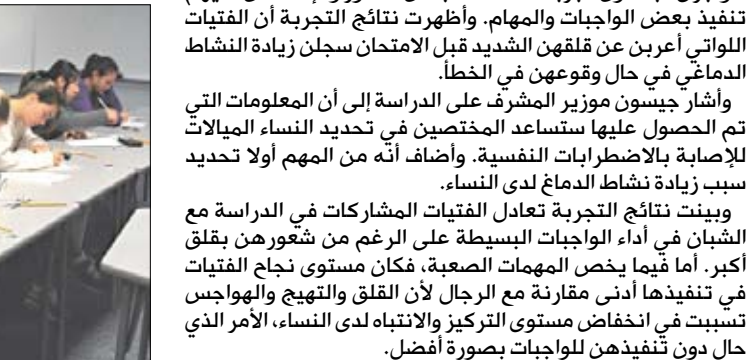 تنفيذ بعض الواجبات والمهام. وأظهرت نتائج التجربة أن الفتيات
اللواتي أعربن عن قلقهن الشديد قبل الامتحان سجلن زيادة النشاط
الدماغي في حال وقوعهن في الخطأ.
وأشار جيسون موزير المشرف على الدراسة إلى أن المعلومات التي
تم الحصول عليها ستساعد المختصين في تحديد النساء الميالات
للإصابة بالاضطرابات النفسية. وأضاف أنه من المهم أولا تحديد
سبب زيادة نشاط الدماغ لدى النساء.
وبينت نتائج التجربة تعادل الفتيات المشاركات في الدراسة مع
الشبان في أداء الواجبات البسيطة على الرغم من شعورهن بقلق
أكبر. أما فيما يخص المهمات الصعبة، فكان مستوى نجاح الفتيات
في تنفيذها أدنى مقارنة مع الرجال لأن القلق والتهيج والهواجس
تسببت في انخفاض مستوى التركيز والانتباه لدى النساء، الأمر الذي
حال دون تنفيذهن للواجبات بصورة أفضل.